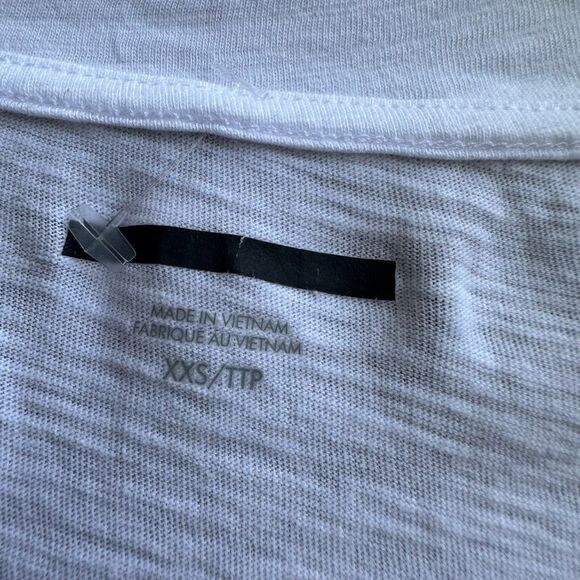 MADE IN VIETNAM
FABRIQUE AU VIETNAM
XXS/TTP